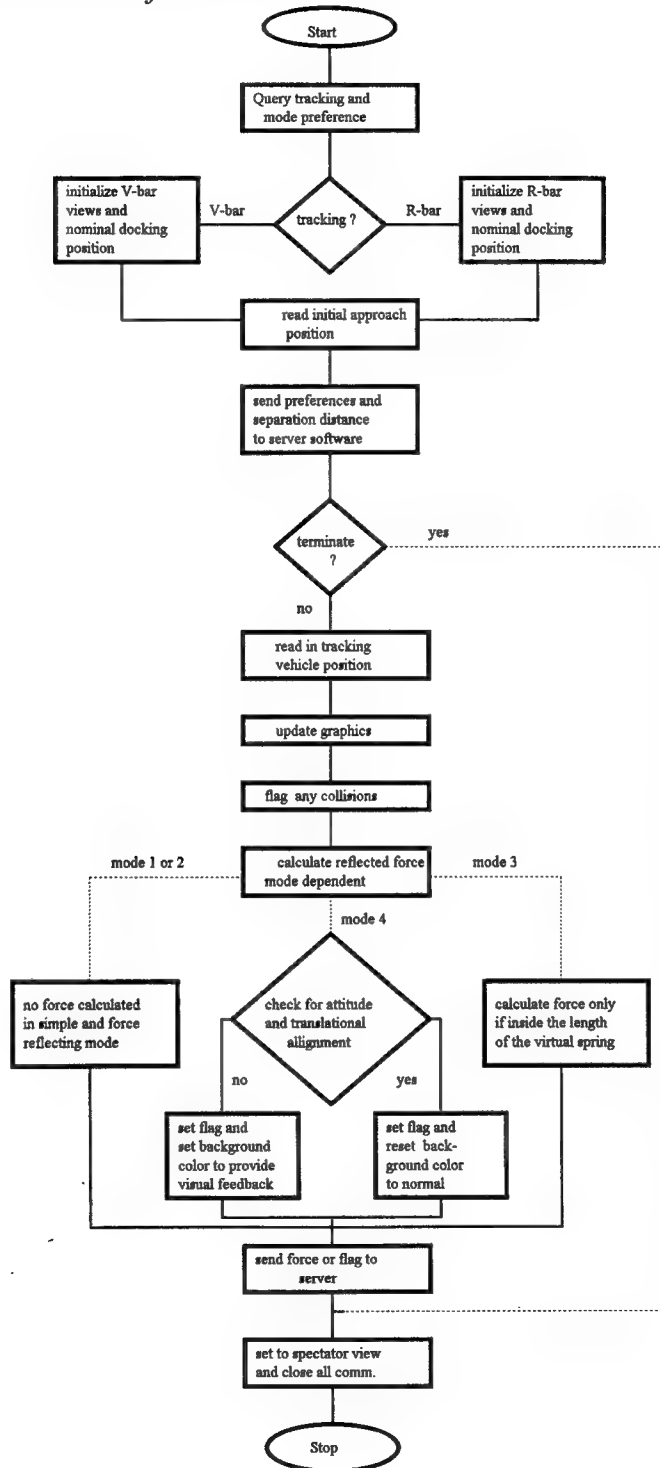 Start
Query tracking and
mode preference
initialize V-bar
views and
nominal docking
position
V-bar
tracking ?
R-bar
initialize R-bar
views and
nominal docking
position
read initial approach
position
send preferences and
separation distance
to server software
terminate
?
yes
no
read in tracking
vehicle position
update graphics
flag any collisions
mode 1 or 2
calculate reflected force
mode dependent
mode 3
mode 4
no force calculated
in simple and force
reflecting mode
check for attitude
and translational
allignment
calculate force only
if inside the length
of the virtual spring
no
yes
set flag and
set background
color to provide
visual feedback
set flag and
reset back-
ground color
to normal
send force or flag to
server
set to spectator view
and close all comm.
Stop